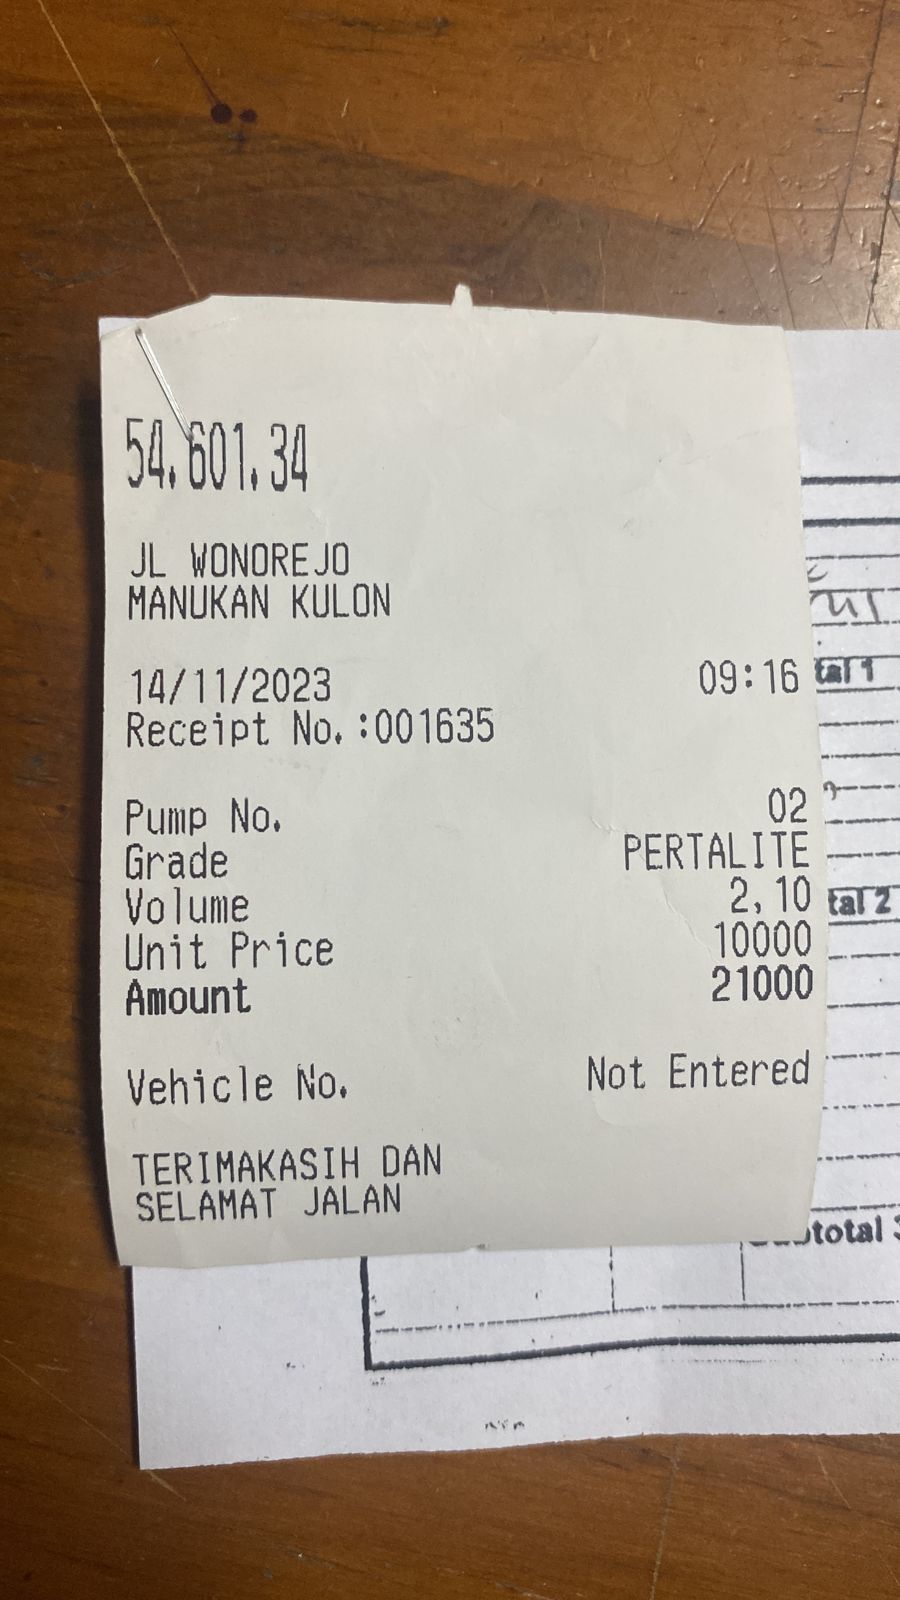 54.601.34
JL WONOREJO
MANUKAN KULON
14/11/2023 09:16
Receipt No.:001635
Pump No. 02
Grade PERTALITE
Volume 2,10
Unit Price 10000
Amount 21000
Vehicle No. Not Entered
TERIMAKASIH DAN
SELAMAT JALAN
tal 1
tal 2
total 3